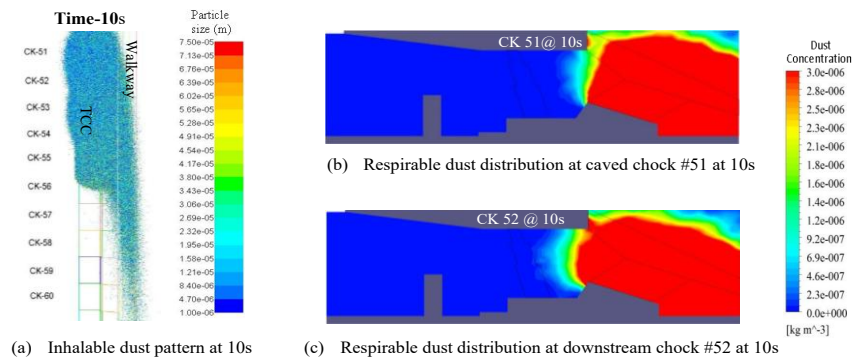 Time-10s
Particle
size (m)
7.50e-05
7.13e-05
6.76e-05
6.39e-05
6.02e-05
5.65e-05
5.28e-05
4.91e-05
4.54e-05
4.17e-05
3.80e-05
3.43e-05
3.06e-05
2.69e-05
2.32e-05
1.95e-05
1.58e-05
1.21e-05
8.40e-06
4.70e-06
1.00e-06
CK-51
CK-52
CK-53
CK-54
CK-55
CK-56
CK-57
CK-58
CK-59
CK-60
TCC
Walkway
(a) Inhalable dust pattern at 10s
CK 51@ 10s
(b) Respirable dust distribution at caved chock #51 at 10s
CK 52 @ 10s
(c) Respirable dust distribution at downstream chock #52 at 10s
Dust
Concentration
3.0e-006
2.8e-006
2.6e-006
2.3e-006
2.1e-006
1.9e-006
1.6e-006
1.4e-006
1.2e-006
9.2e-007
6.9e-007
4.6e-007
2.3e-007
0.0e+000
[kg m^-3]